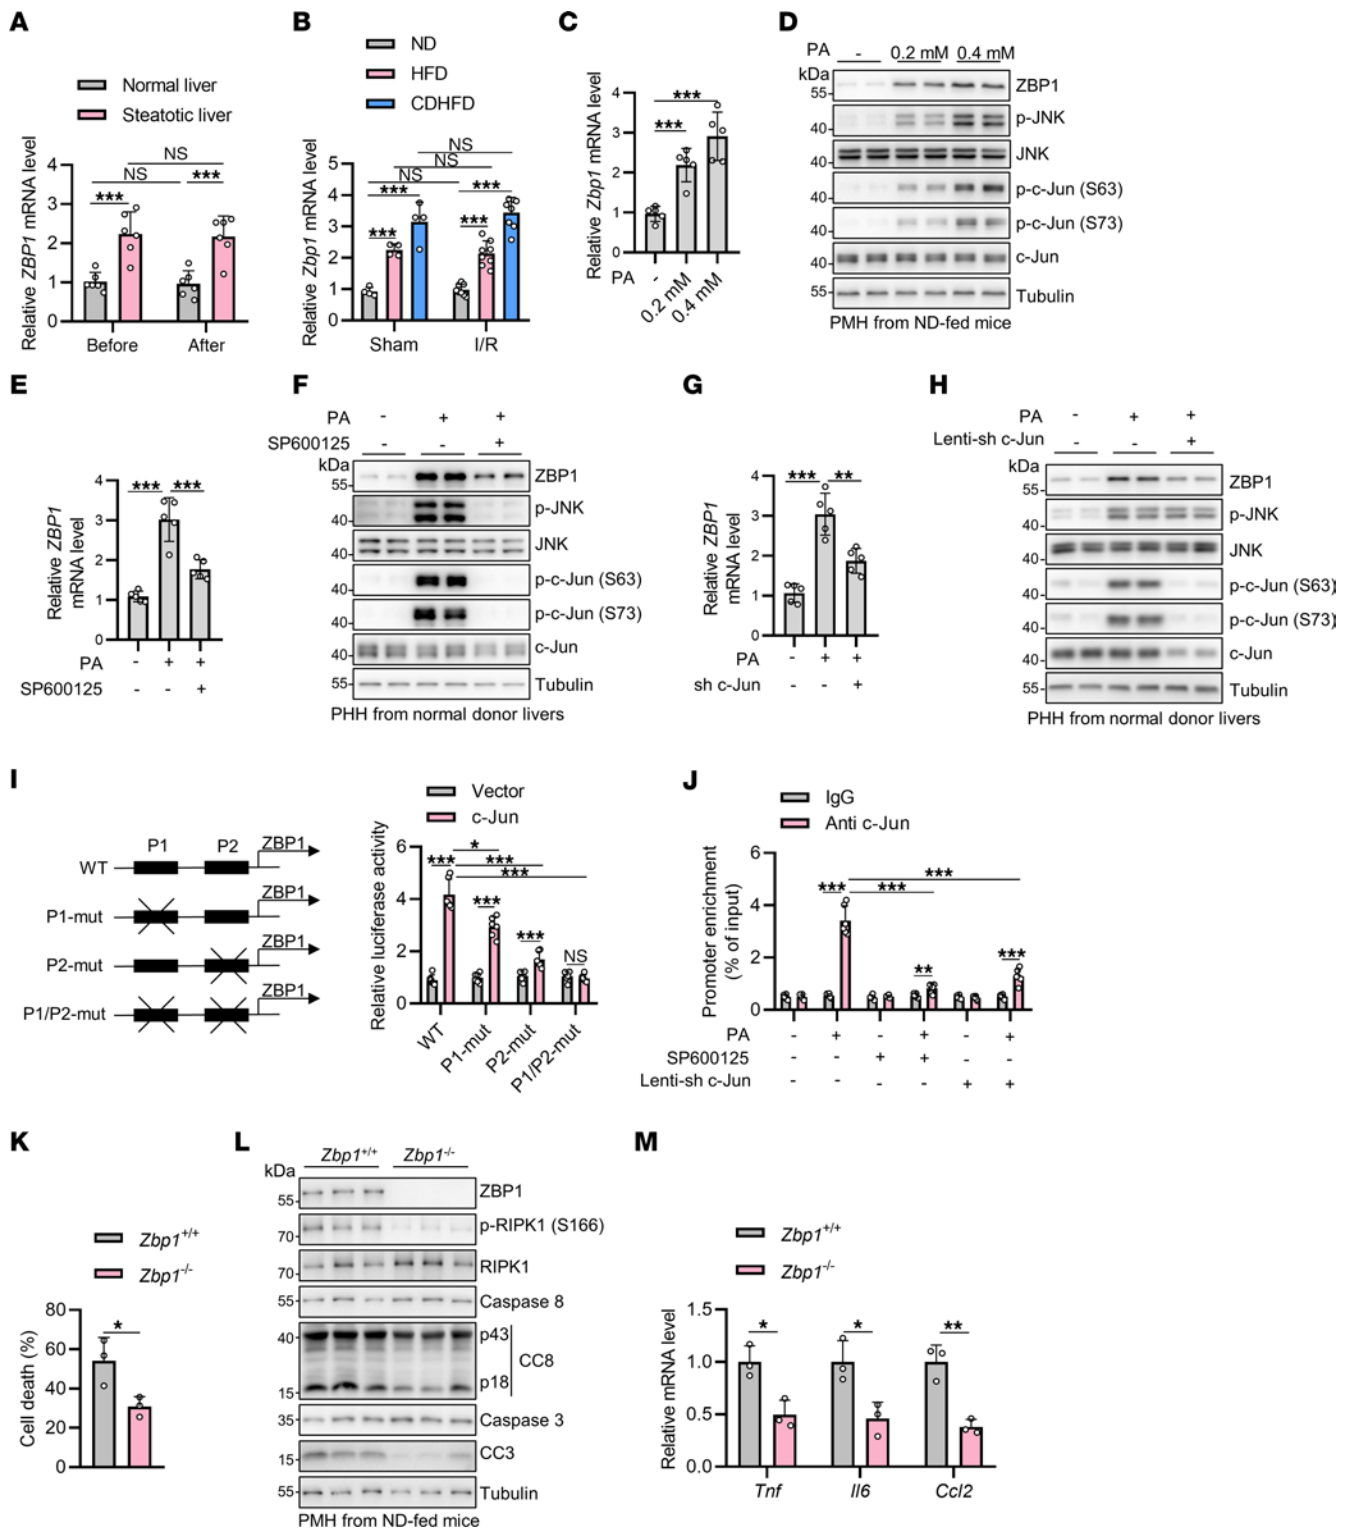 A
Normal liver
Steatotic liver
Relative ZBP1 mRNA level
4
3
2
1
0
NS
NS
***
***
Before
After
B
ND
HFD
CDHFD
Relative Zbp1 mRNA level
5
4
3
2
1
0
NS
NS
NS
***
***
***
***
Sham
I/R
C
Relative Zbp1 mRNA level
4
3
2
1
0
***
***
PA
-
0.2 mM
0.4 mM
D
PA
-
0.2 mM
0.4 mM
kDa
55
ZBP1
40
p-JNK
40
JNK
40
p-c-Jun (S63)
40
p-c-Jun (S73)
40
c-Jun
55
Tubulin
PMH from ND-fed mice
E
Relative ZBP1
mRNA level
4
3
2
1
0
***
***
PA
- + +
SP600125
- - +
F
PA
- + +
SP600125
- - +
kDa
55
ZBP1
40
p-JNK
40
JNK
40
p-c-Jun (S63)
40
p-c-Jun (S73)
40
c-Jun
55
Tubulin
PHH from normal donor livers
G
Relative ZBP1
mRNA level
4
3
2
1
0
***
**
PA
- + +
sh c-Jun
- - +
H
PA
- + +
Lenti-sh c-Jun
- - +
kDa
55
ZBP1
40
p-JNK
40
JNK
40
p-c-Jun (S63)
40
p-c-Jun (S73)
40
c-Jun
55
Tubulin
PHH from normal donor livers
I
P1
P2
WT
ZBP1
P1-mut
ZBP1
P2-mut
ZBP1
P1/P2-mut
ZBP1
Vector
c-Jun
Relative luciferase activity
6
4
2
0
*
***
***
***
***
***
NS
WT
P1-mut
P2-mut
P1/P2-mut
J
IgG
Anti c-Jun
Promoter enrichment
(% of input)
6
4
2
0
***
***
***
**
***
PA
- + - + - +
SP600125
- - + + - -
Lenti-sh c-Jun
- - - - + +
K
Zbp1+/+
Zbp1-/-
Cell death (%)
80
60
40
20
0
*
L
Zbp1+/+
Zbp1-/-
kDa
55
ZBP1
70
p-RIPK1 (S166)
70
RIPK1
55
Caspase 8
40
p43
CC8
p18
15
35
Caspase 3
15
CC3
55
Tubulin
PMH from ND-fed mice
M
Zbp1+/+
Zbp1-/-
Relative mRNA level
1.5
1.0
0.5
0.0
*
*
**
Tnf
Il6
Ccl2